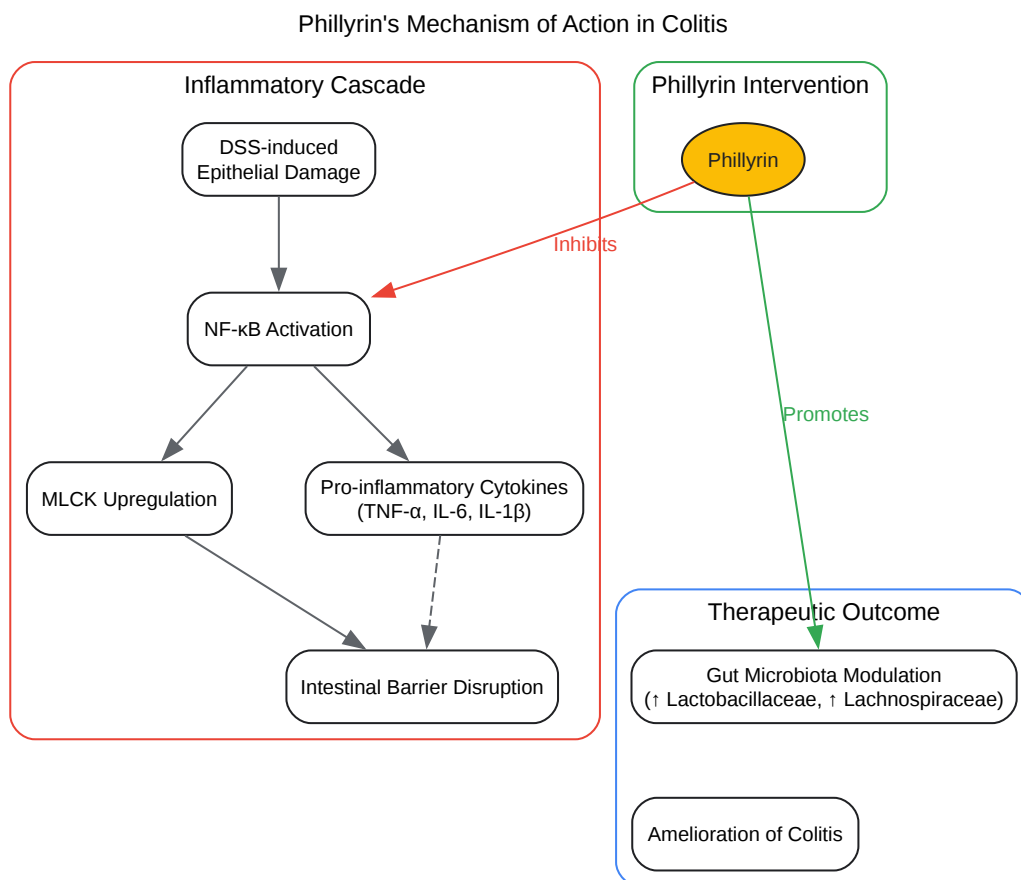 Phillyrin's Mechanism of Action in Colitis
Inflammatory Cascade
DSS-induced
Epithelial Damage
NF-κB Activation
MLCK Upregulation
Pro-inflammatory Cytokines
(TNF-α, IL-6, IL-1β)
Intestinal Barrier Disruption
Phillyrin Intervention
Phillyrin
Inhibits
Promotes
Therapeutic Outcome
Gut Microbiota Modulation
(↑ Lactobacillaceae, ↑ Lachnospiraceae)
Amelioration of Colitis